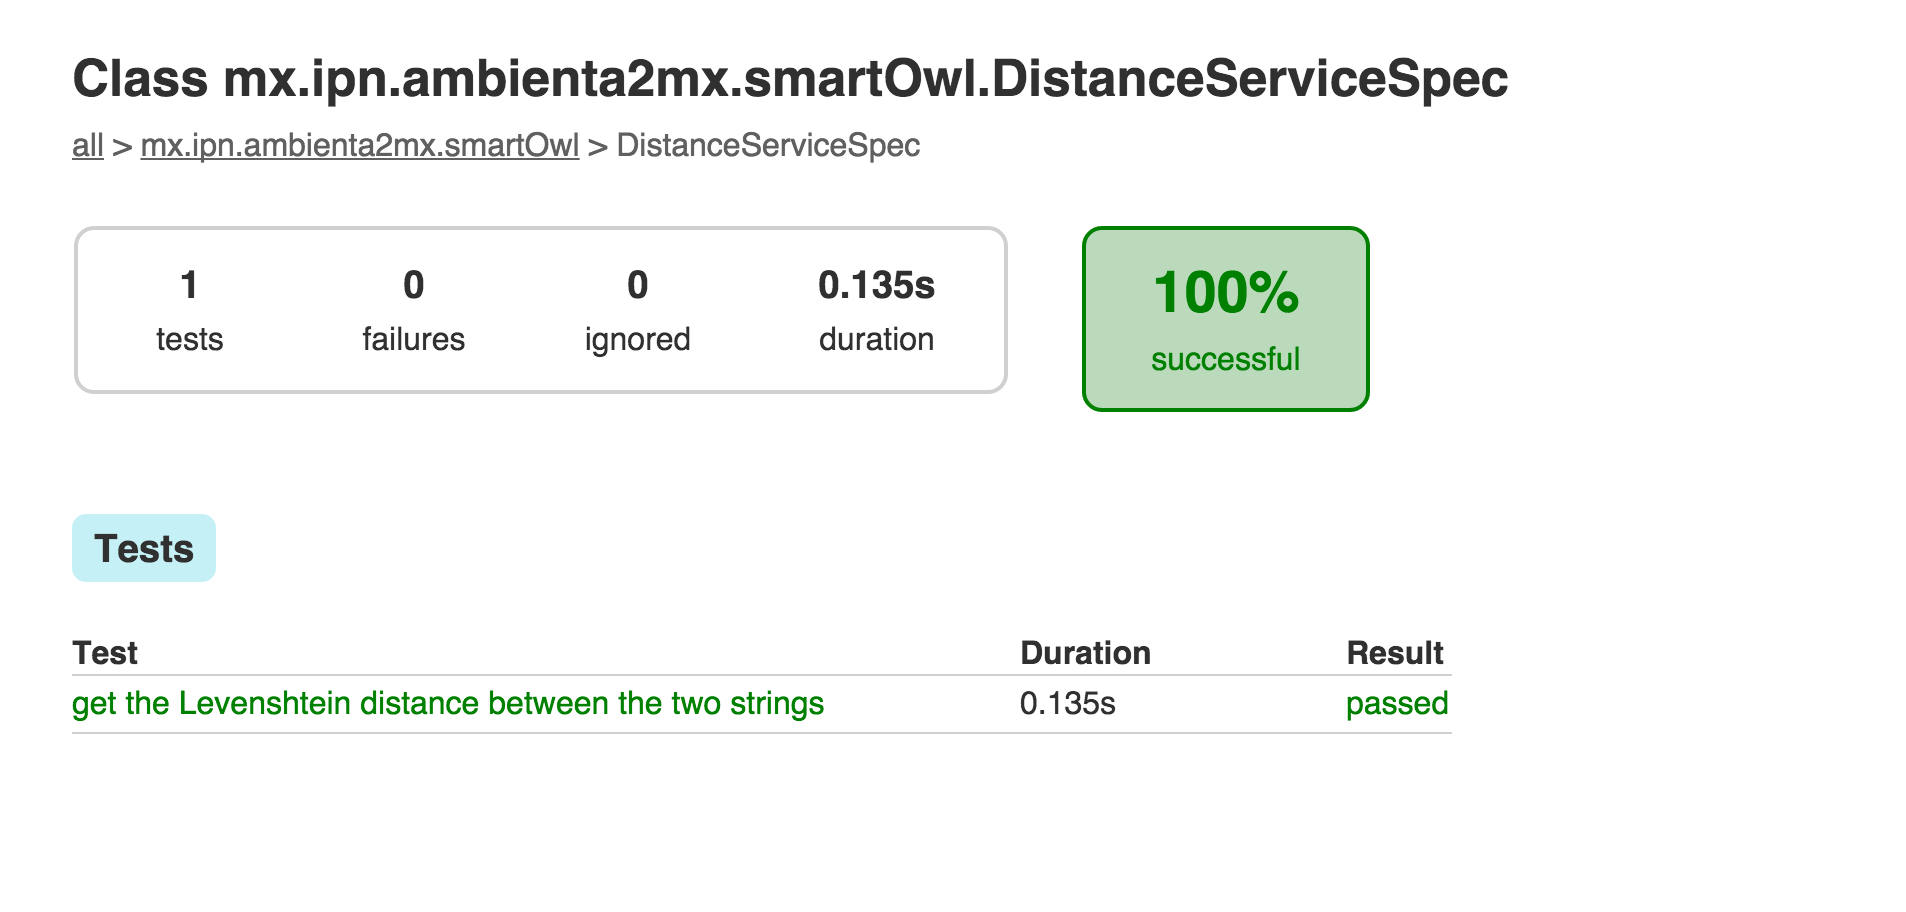 Class mx.ipn.ambienta2mx.smartOwl.DistanceServiceSpec
all > mx.ipn.ambienta2mx.smartOwl > DistanceServiceSpec
1 0 0 0.135s
tests failures ignored duration
100%
successful
Tests
Test Duration Result
get the Levenshtein distance between the two strings 0.135s passed